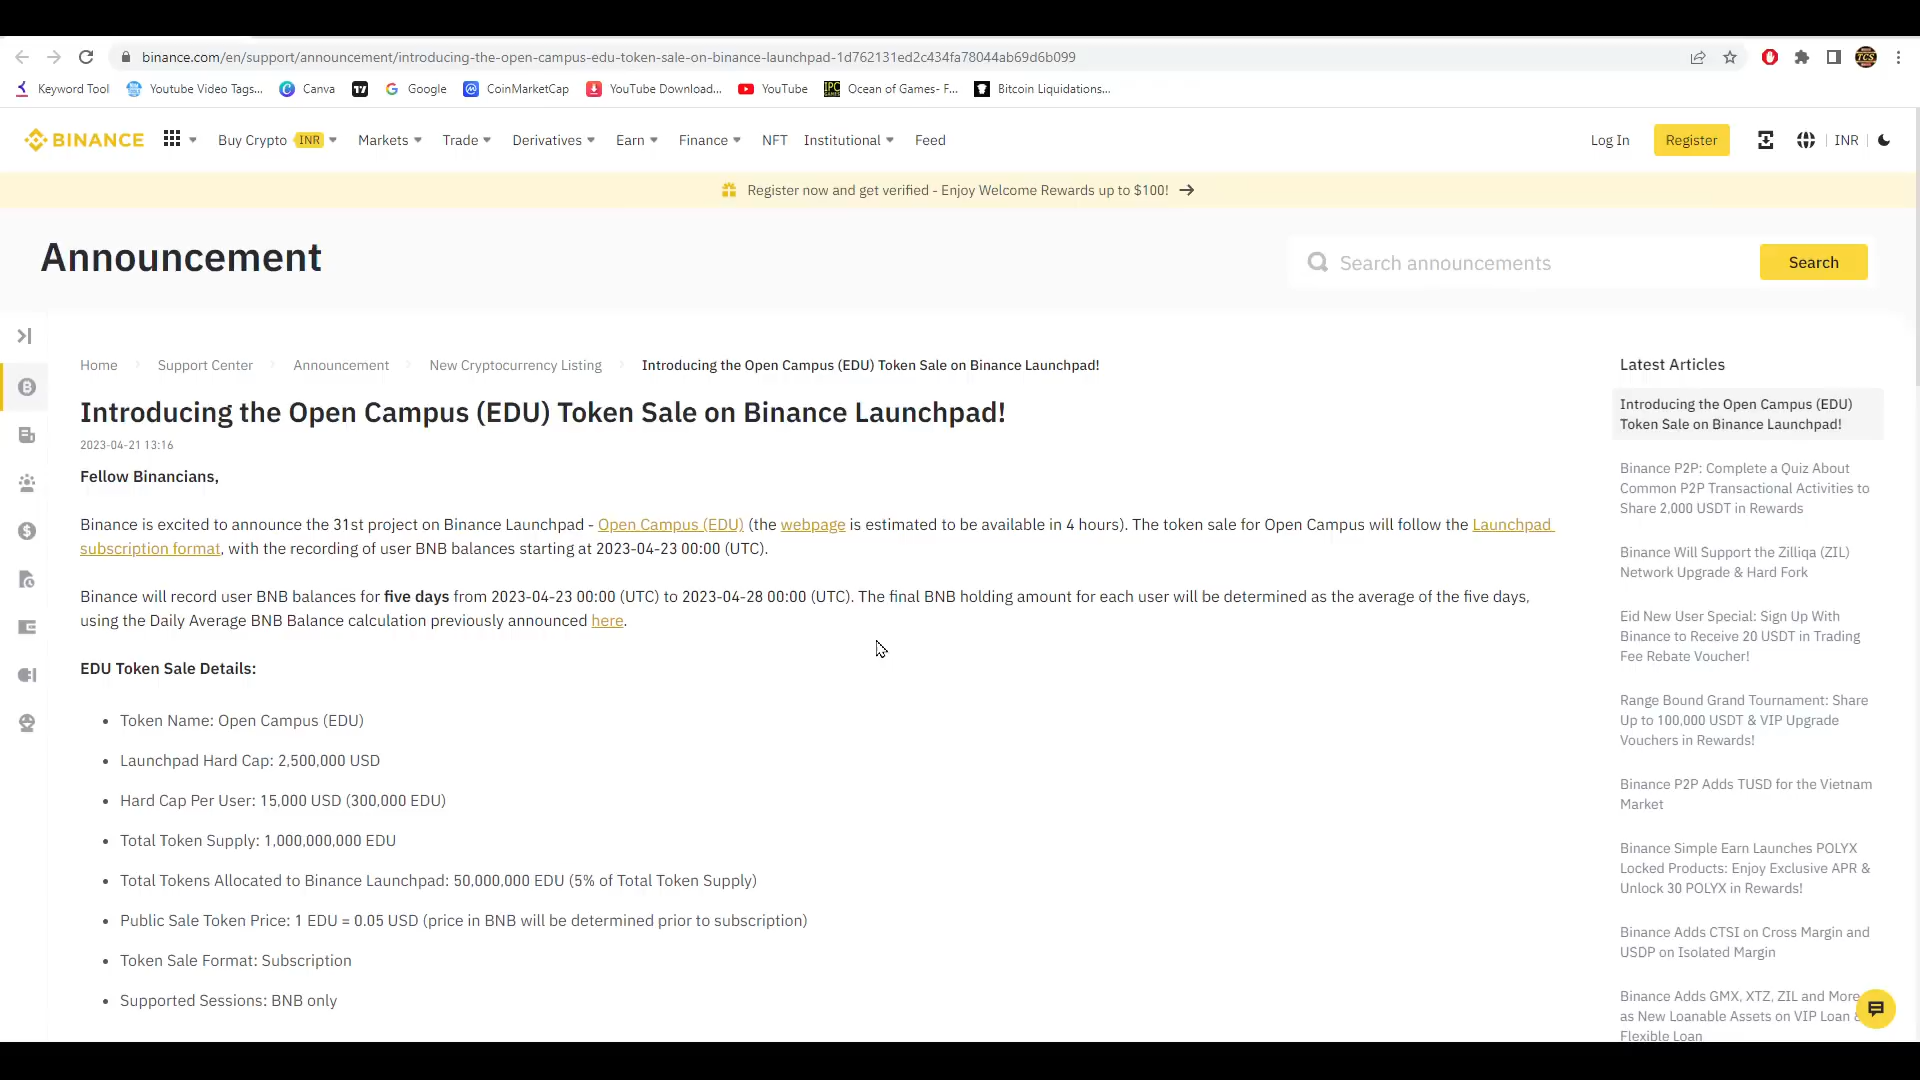 binance.com/en/support/announcement/introducing-the-open-campus-edu-token-sale-on-binance-launchpad-1d762131ed2c434fa78044ab69d6b099
Keyword Tool
Youtube Video Tags...
Canva
Google
CoinMarketCap
YouTube Download...
YouTube
Ocean of Games- F...
Bitcoin Liquidations...
BINANCE
Buy Crypto INR
Markets
Trade
Derivatives
Earn
Finance
NFT
Institutional
Feed
Log In
Register
INR
Register now and get verified - Enjoy Welcome Rewards up to $100!
Announcement
Search announcements
Search
Home
Support Center
Announcement
New Cryptocurrency Listing
Introducing the Open Campus (EDU) Token Sale on Binance Launchpad!
Introducing the Open Campus (EDU) Token Sale on Binance Launchpad!
2023-04-21 13:16
Fellow Binancians,
Binance is excited to announce the 31st project on Binance Launchpad - Open Campus (EDU) (the webpage is estimated to be available in 4 hours). The token sale for Open Campus will follow the Launchpad
subscription format, with the recording of user BNB balances starting at 2023-04-23 00:00 (UTC).
Binance will record user BNB balances for five days from 2023-04-23 00:00 (UTC) to 2023-04-28 00:00 (UTC). The final BNB holding amount for each user will be determined as the average of the five days,
using the Daily Average BNB Balance calculation previously announced here.
EDU Token Sale Details:
• Token Name: Open Campus (EDU)
• Launchpad Hard Cap: 2,500,000 USD
• Hard Cap Per User: 15,000 USD (300,000 EDU)
• Total Token Supply: 1,000,000,000 EDU
• Total Tokens Allocated to Binance Launchpad: 50,000,000 EDU (5% of Total Token Supply)
• Public Sale Token Price: 1 EDU = 0.05 USD (price in BNB will be determined prior to subscription)
• Token Sale Format: Subscription
• Supported Sessions: BNB only
Latest Articles
Introducing the Open Campus (EDU)
Token Sale on Binance Launchpad!
Binance P2P: Complete a Quiz About
Common P2P Transactional Activities to
Share 2,000 USDT in Rewards
Binance Will Support the Zilliqa (ZIL)
Network Upgrade & Hard Fork
Eid New User Special: Sign Up With
Binance to Receive 20 USDT in Trading
Fee Rebate Voucher!
Range Bound Grand Tournament: Share
Up to 100,000 USDT & VIP Upgrade
Vouchers in Rewards!
Binance P2P Adds TUSD for the Vietnam
Market
Binance Simple Earn Launches POLYX
Locked Products: Enjoy Exclusive APR &
Unlock 30 POLYX in Rewards!
Binance Adds CTSI on Cross Margin and
USDP on Isolated Margin
Binance Adds GMX, XTZ, ZIL and More
as New Loanable Assets on VIP Loan &
Flexible Loan